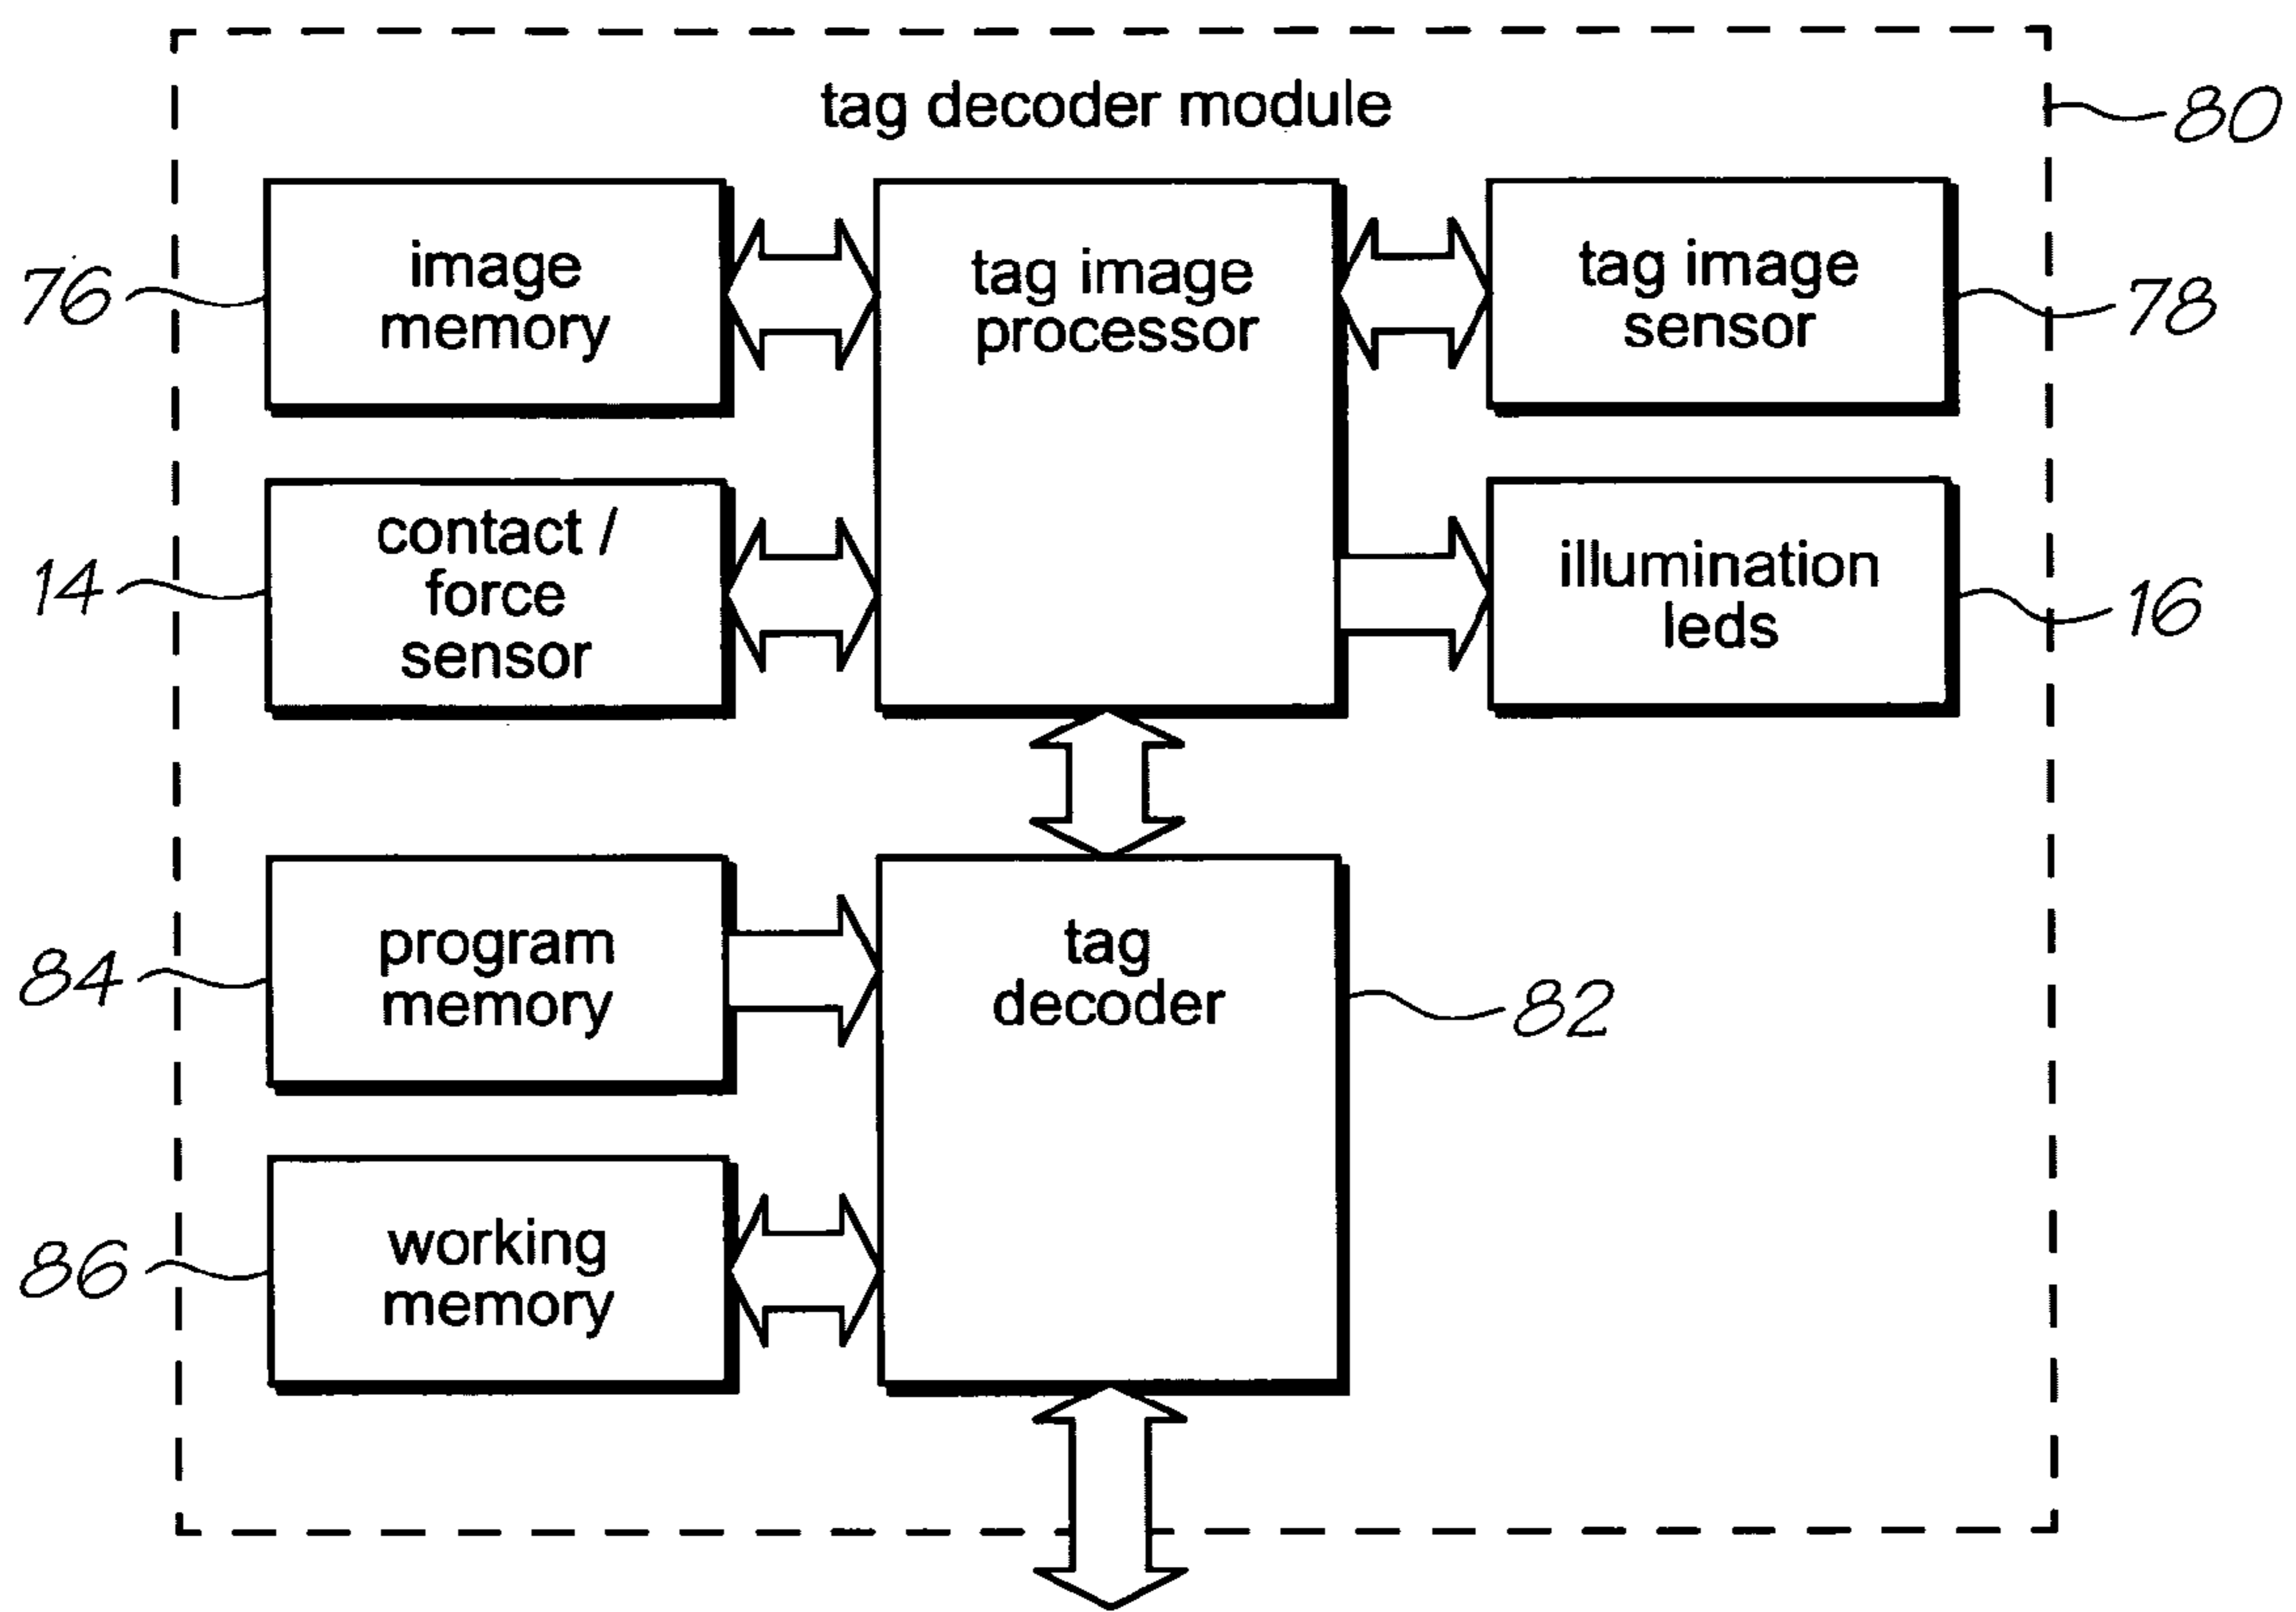 tag decoder module
80
76
image
memory
tag image
processor
tag image
sensor
78
14
contact /
force
sensor
illumination
leds
16
84
program
memory
tag
decoder
82
86
working
memory